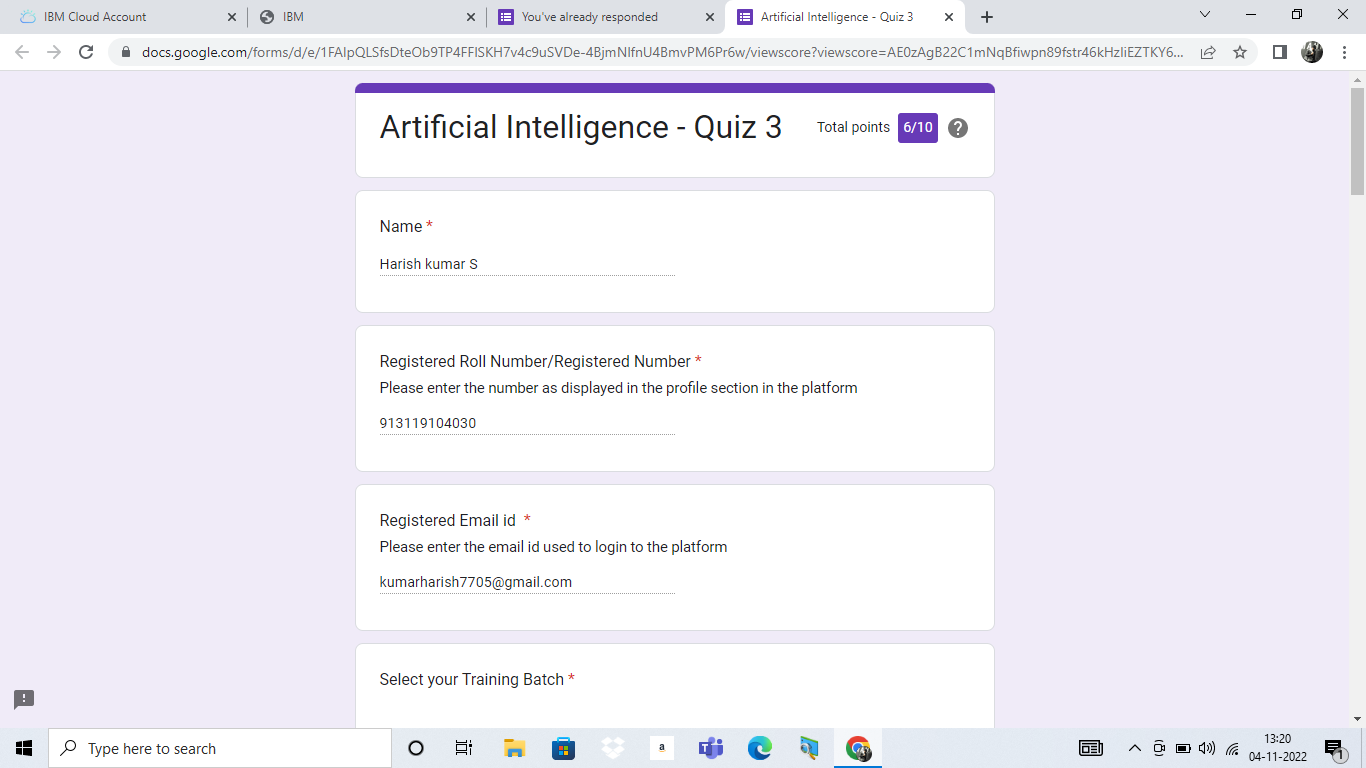 IBM Cloud Account
IBM
You've already responded
Artificial Intelligence - Quiz 3
docs.google.com/forms/d/e/1FAIpQLSfsDteOb9TP4FFlSKH7v4c9uSVDe-4BjmNIfnU4BmvPM6Pr6w/viewscore?viewscore=AE0zAgB22C1mNqBfiwpn89fstr46kHzIiEZTKY6...
Artificial Intelligence - Quiz 3
Total points 6/10
Name *
Harish kumar S
Registered Roll Number/Registered Number *
Please enter the number as displayed in the profile section in the platform
913119104030
Registered Email id *
Please enter the email id used to login to the platform
kumarharish7705@gmail.com
Select your Training Batch *
Type here to search
a
13:20
04-11-2022
1